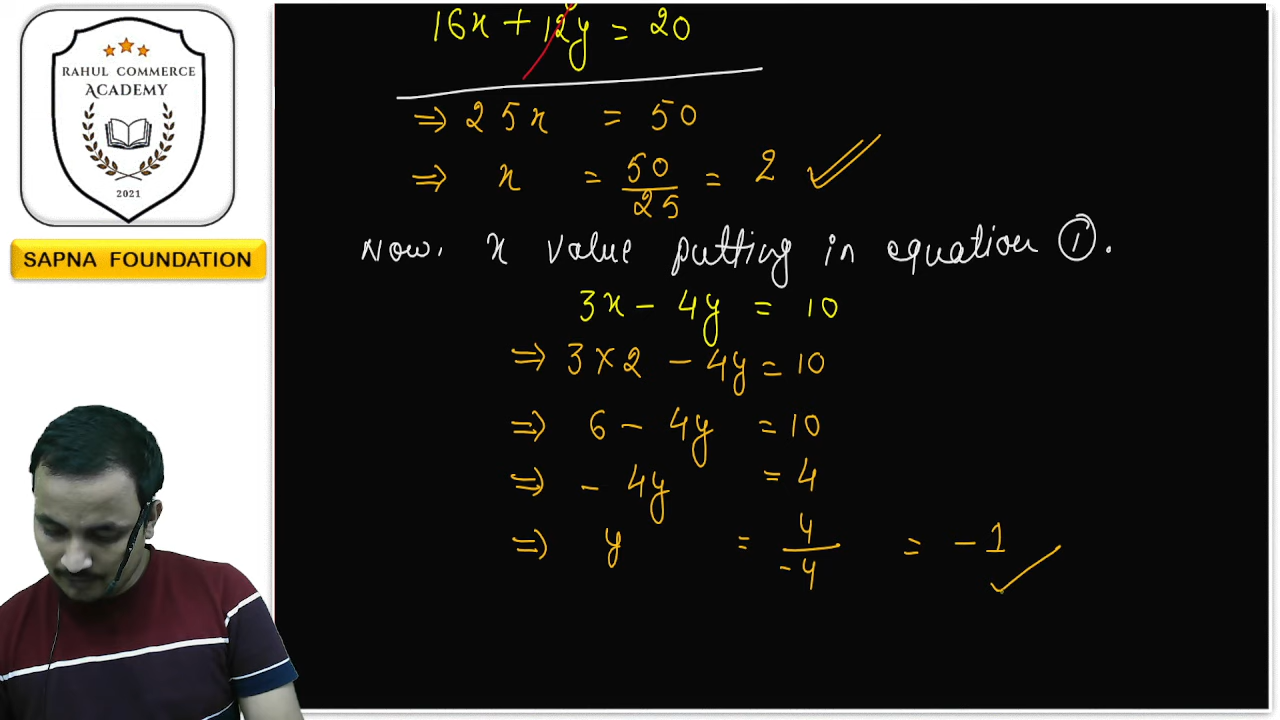 RAHUL COMMERCE
ACADEMY
2021
SAPNA FOUNDATION
16x + 12y = 20
⇒ 25x = 50
⇒ x = 50/25 = 2
Now, x value putting in equation ①.
3x - 4y = 10
⇒ 3 × 2 - 4y = 10
⇒ 6 - 4y = 10
⇒ - 4y = 4
⇒ y = 4/-4 = -1